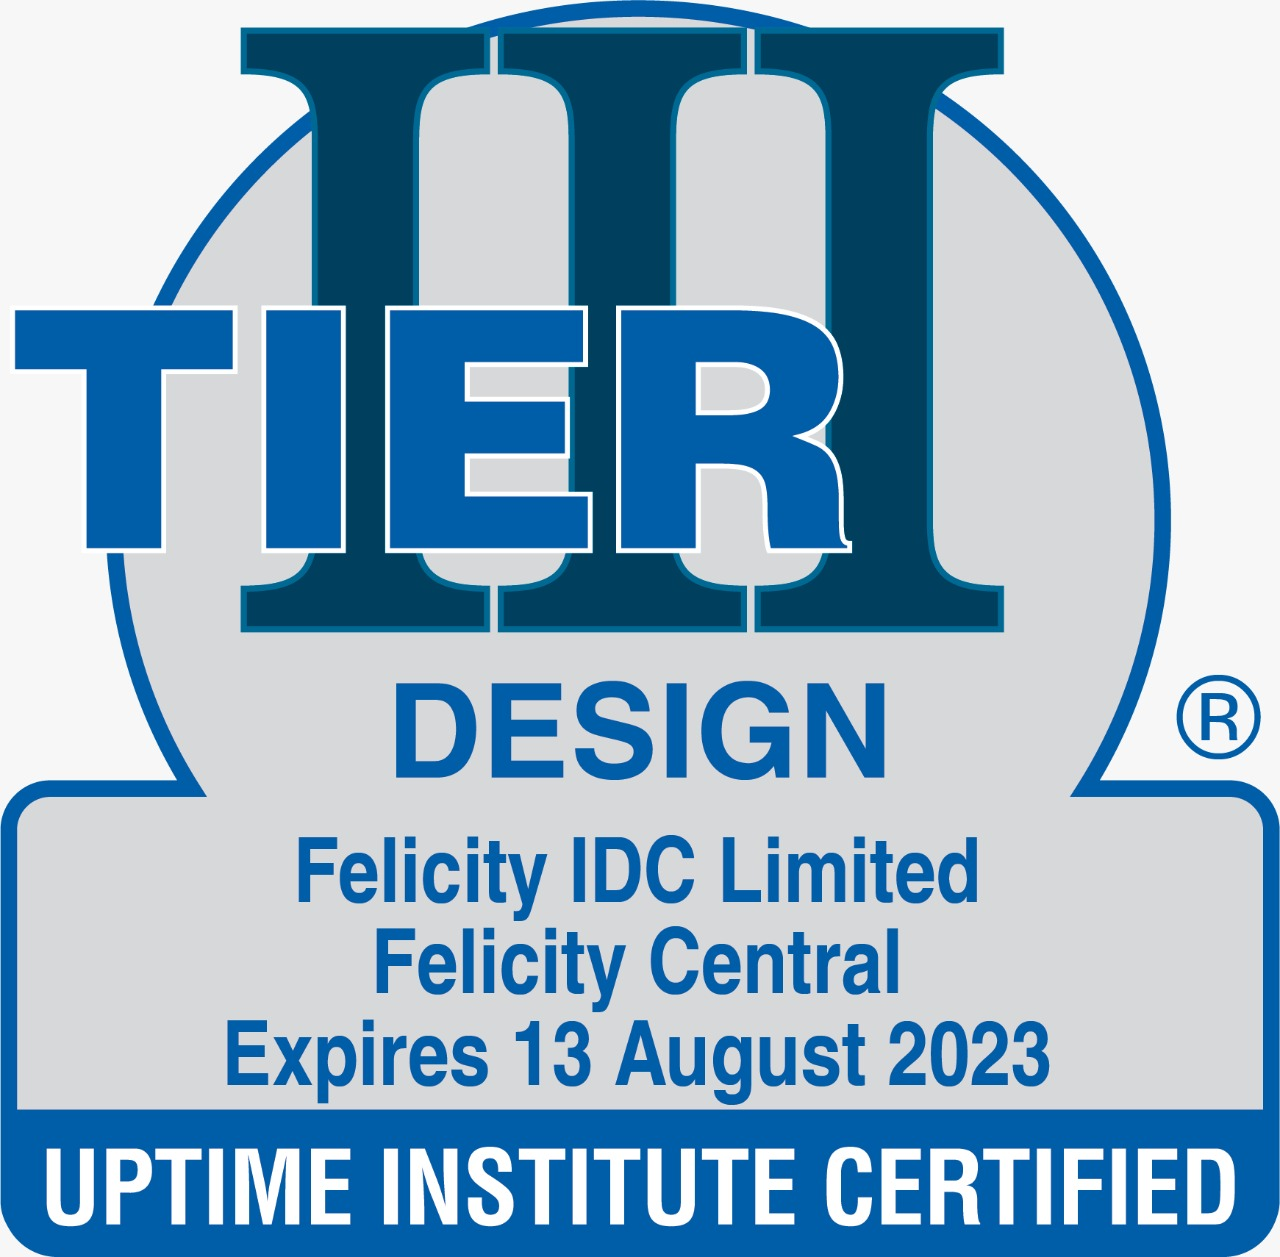 III
TIER
DESIGN
®
Felicity IDC Limited
Felicity Central
Expires 13 August 2023
UPTIME INSTITUTE CERTIFIED